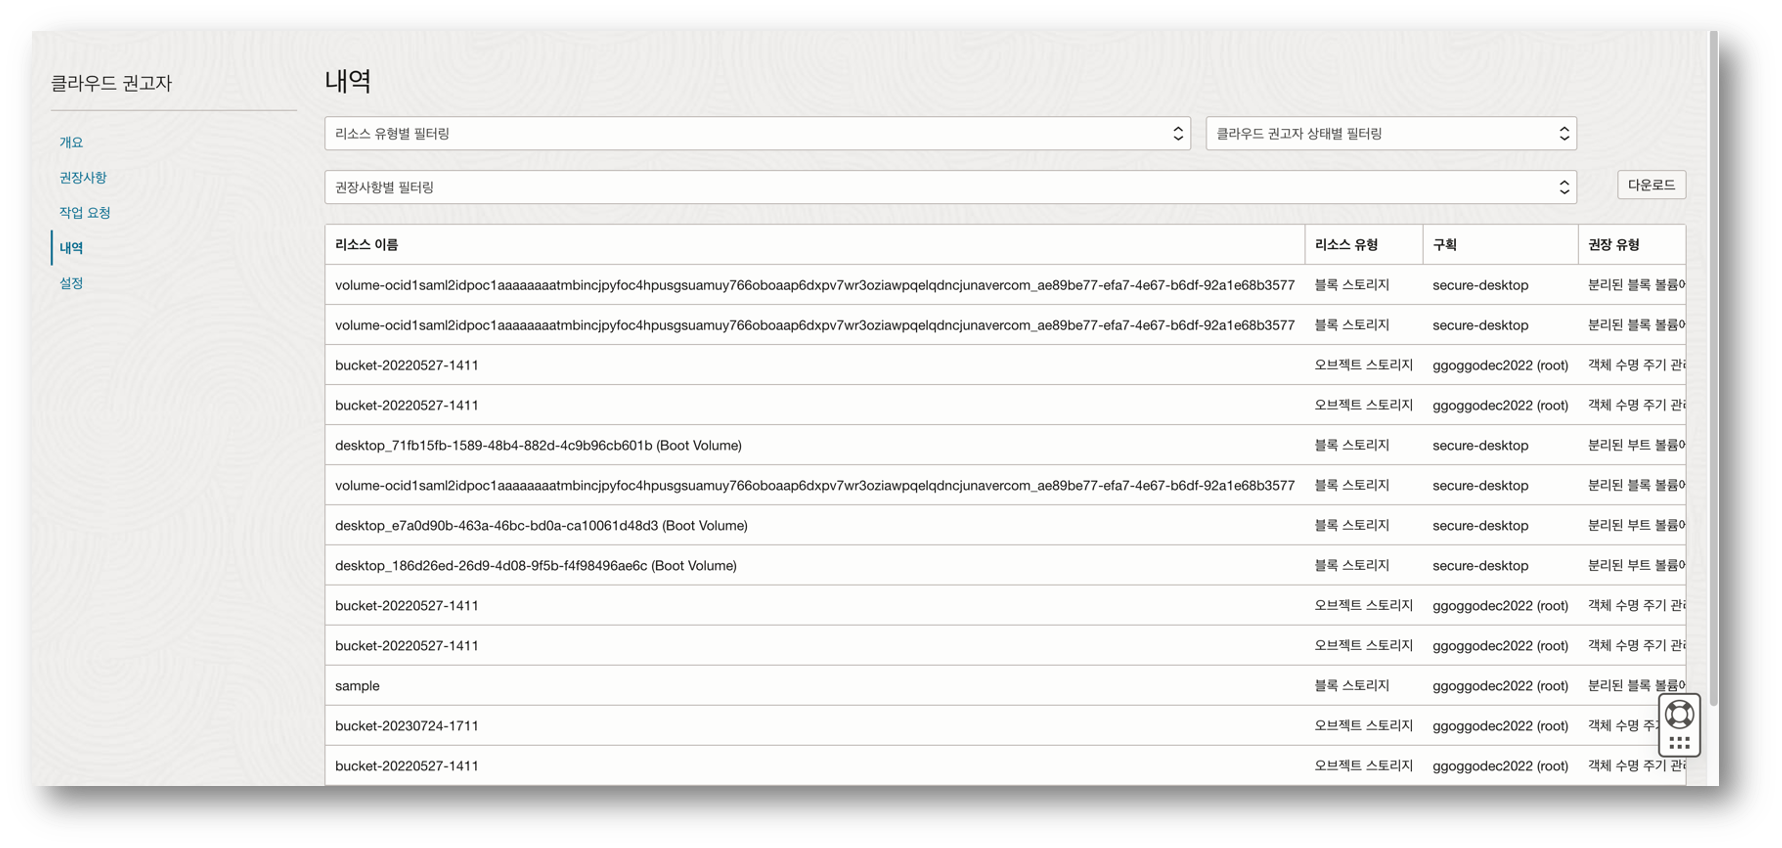 클라우드 권고자
개요
권장사항
작업 요청
내역
설정
내역
리소스 유형별 필터링
클라우드 권고자 상태별 필터링
권장사항별 필터링
다운로드
리소스 이름 리소스 유형 구획 권장 유형
volume-ocid1saml2idpoc1aaaaaaaatmbincjpyfoc4hpusgsuamuy766oboaap6dxpv7wr3oziawpqelqdncjunavercom_ae89be77-efa7-4e67-b6df-92a1e68b3577 블록 스토리지 secure-desktop 분리된 블록 볼륨에
volume-ocid1saml2idpoc1aaaaaaaatmbincjpyfoc4hpusgsuamuy766oboaap6dxpv7wr3oziawpqelqdncjunavercom_ae89be77-efa7-4e67-b6df-92a1e68b3577 블록 스토리지 secure-desktop 분리된 블록 볼륨에
bucket-20220527-1411 오브젝트 스토리지 ggoggodec2022 (root) 객체 수명 주기 관리
bucket-20220527-1411 오브젝트 스토리지 ggoggodec2022 (root) 객체 수명 주기 관리
desktop_71fb15fb-1589-48b4-882d-4c9b96cb601b (Boot Volume) 블록 스토리지 secure-desktop 분리된 부트 볼륨에
volume-ocid1saml2idpoc1aaaaaaaatmbincjpyfoc4hpusgsuamuy766oboaap6dxpv7wr3oziawpqelqdncjunavercom_ae89be77-efa7-4e67-b6df-92a1e68b3577 블록 스토리지 secure-desktop 분리된 블록 볼륨에
desktop_e7a0d90b-463a-46bc-bd0a-ca10061d48d3 (Boot Volume) 블록 스토리지 secure-desktop 분리된 부트 볼륨에
desktop_186d26ed-26d9-4d08-9f5b-f4f98496ae6c (Boot Volume) 블록 스토리지 secure-desktop 분리된 부트 볼륨에
bucket-20220527-1411 오브젝트 스토리지 ggoggodec2022 (root) 객체 수명 주기 관리
bucket-20220527-1411 오브젝트 스토리지 ggoggodec2022 (root) 객체 수명 주기 관리
sample 블록 스토리지 ggoggodec2022 (root) 분리된 블록 볼륨에
bucket-20230724-1711 오브젝트 스토리지 ggoggodec2022 (root) 객체 수명
bucket-20220527-1411 오브젝트 스토리지 ggoggodec2022 (root) 객체 수명 주기 관리